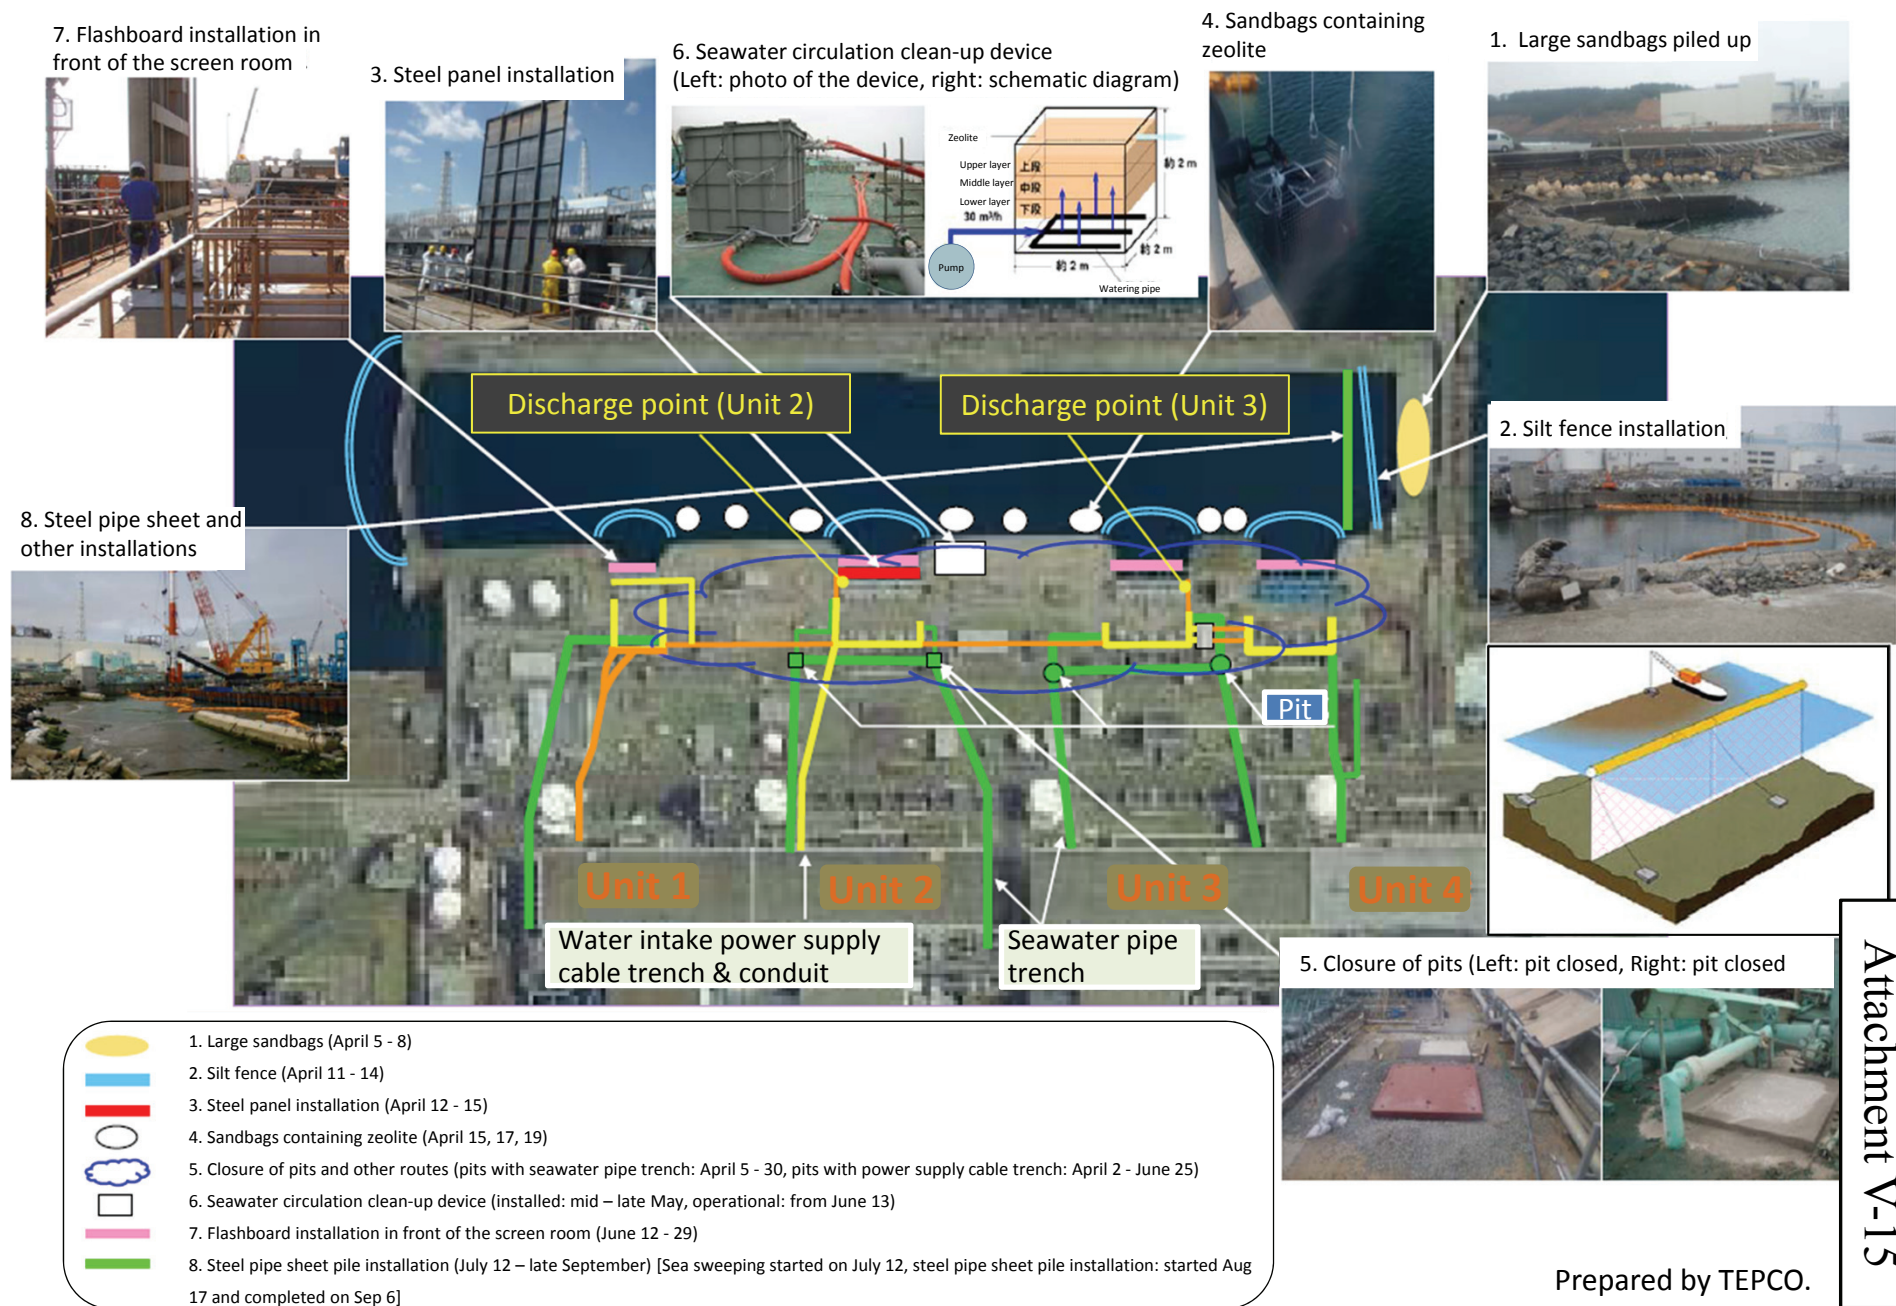 7. Flashboard installation in
front of the screen room
3. Steel panel installation
6. Seawater circulation clean-up device
(Left: photo of the device, right: schematic diagram)
4. Sandbags containing
zeolite
1. Large sandbags piled up
Zeolite
Upper layer 上段
Middle layer 中段
Lower layer 下段
30 m³/h
約 2 m
約 2 m
約 2 m
Pump
Watering pipe
Discharge point (Unit 2)
Discharge point (Unit 3)
2. Silt fence installation
8. Steel pipe sheet and
other installations
Pit
Unit 1
Unit 2
Unit 3
Unit 4
Water intake power supply
cable trench & conduit
Seawater pipe
trench
5. Closure of pits (Left: pit closed, Right: pit closed
1. Large sandbags (April 5 - 8)
2. Silt fence (April 11 - 14)
3. Steel panel installation (April 12 - 15)
4. Sandbags containing zeolite (April 15, 17, 19)
5. Closure of pits and other routes (pits with seawater pipe trench: April 5 - 30, pits with power supply cable trench: April 2 - June 25)
6. Seawater circulation clean-up device (installed: mid – late May, operational: from June 13)
7. Flashboard installation in front of the screen room (June 12 - 29)
8. Steel pipe sheet pile installation (July 12 – late September) [Sea sweeping started on July 12, steel pipe sheet pile installation: started Aug
17 and completed on Sep 6]
Attachment V-15
Prepared by TEPCO.